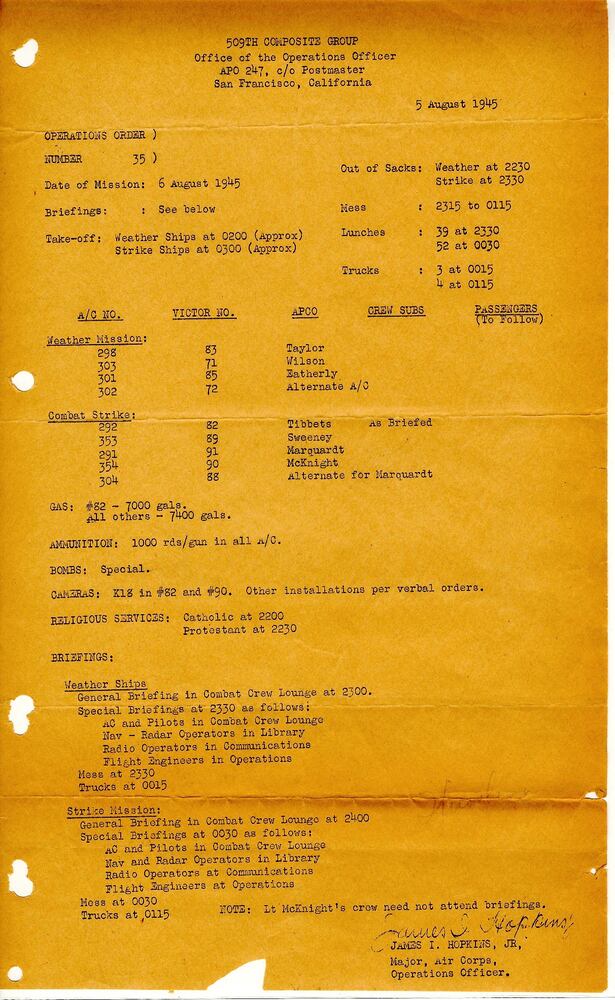 509TH COMPOSITE GROUP
Office of the Operations Officer
APO 247, c/o Postmaster
San Francisco, California
5 August 1945
OPERATIONS ORDER )
NUMBER 35 )
Out of Sacks: Weather at 2230
Strike at 2330
Date of Mission: 6 August 1945
Briefings: : See below
Mess : 2315 to 0115
Take-off: Weather Ships at 0200 (Approx)
Strike Ships at 0300 (Approx)
Lunches : 39 at 2330
52 at 0030
Trucks : 3 at 0015
4 at 0115
A/C NO. VICTOR NO. APCO CREW SUBS PASSENGERS
(To Follow)
Weather Mission:
298 83 Taylor
303 71 Wilson
301 85 Eatherly
302 72 Alternate A/C
Combat Strike:
292 82 Tibbets As Briefed
353 89 Sweeney
291 91 Marquardt
354 90 McKnight
304 88 Alternate for Marquardt
GAS: #82 - 7000 gals.
All others - 7400 gals.
AMMUNITION: 1000 rds/gun in all A/C.
BOMBS: Special.
CAMERAS: K18 in #82 and #90. Other installations per verbal orders.
RELIGIOUS SERVICES: Catholic at 2200
Protestant at 2230
BRIEFINGS:
Weather Ships
General Briefing in Combat Crew Lounge at 2300.
Special Briefings at 2330 as follows:
AC and Pilots in Combat Crew Lounge
Nav - Radar Operators in Library
Radio Operators in Communications
Flight Engineers in Operations
Mess at 2330
Trucks at 0015
Strike Mission:
General Briefing in Combat Crew Lounge at 2400
Special Briefings at 0030 as follows:
AC and Pilots in Combat Crew Lounge
Nav and Radar Operators in Library
Radio Operators at Communications
Flight Engineers at Operations
Mess at 0030
Trucks at 0115
NOTE: Lt McKnight's crew need not attend briefings.
James I. Hopkins Jr
JAMES I. HOPKINS, JR,
Major, Air Corps,
Operations Officer.